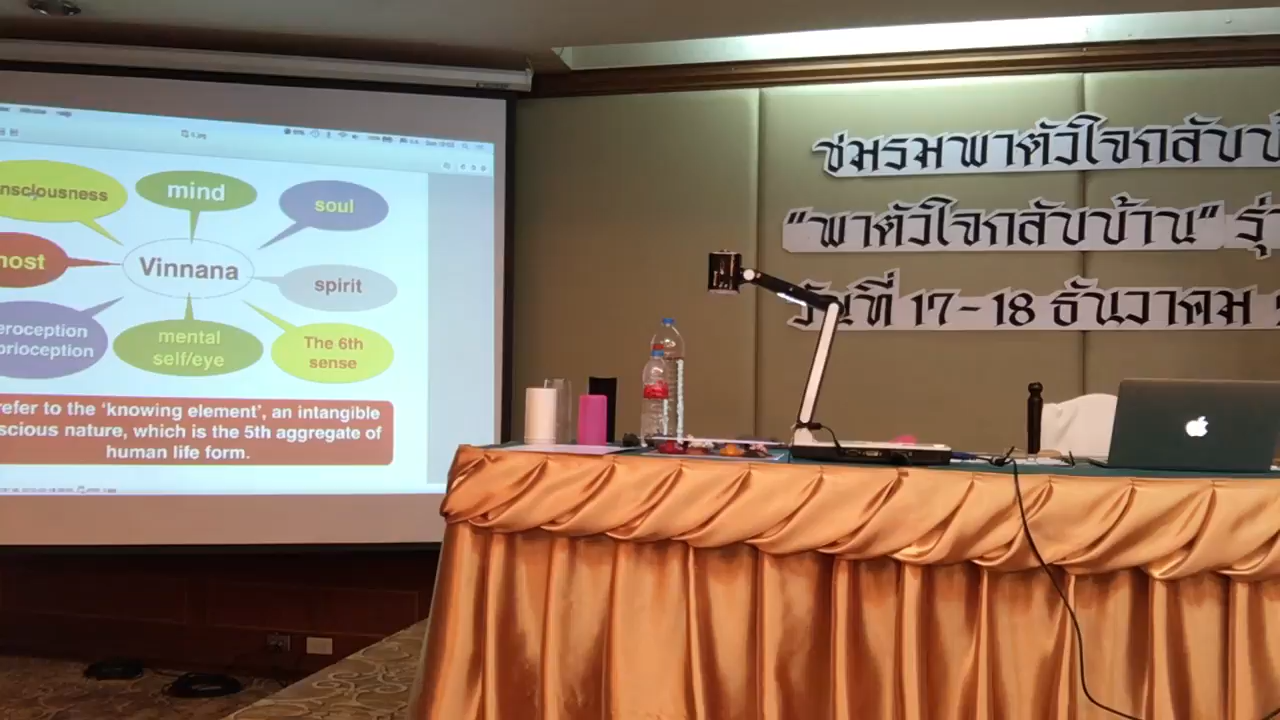 nsciousness
mind
soul
host
Vinnana
spirit
eroception
prioception
mental
self/eye
The 6th
sense
refer to the ‘knowing element’, an intangible
scious nature, which is the 5th aggregate of
human life form.
ชมรมพาตัวใจกลับบ้
“พาตัวใจกลับบ้าน” รุ่
วันที่ 17-18 ธันวาคม